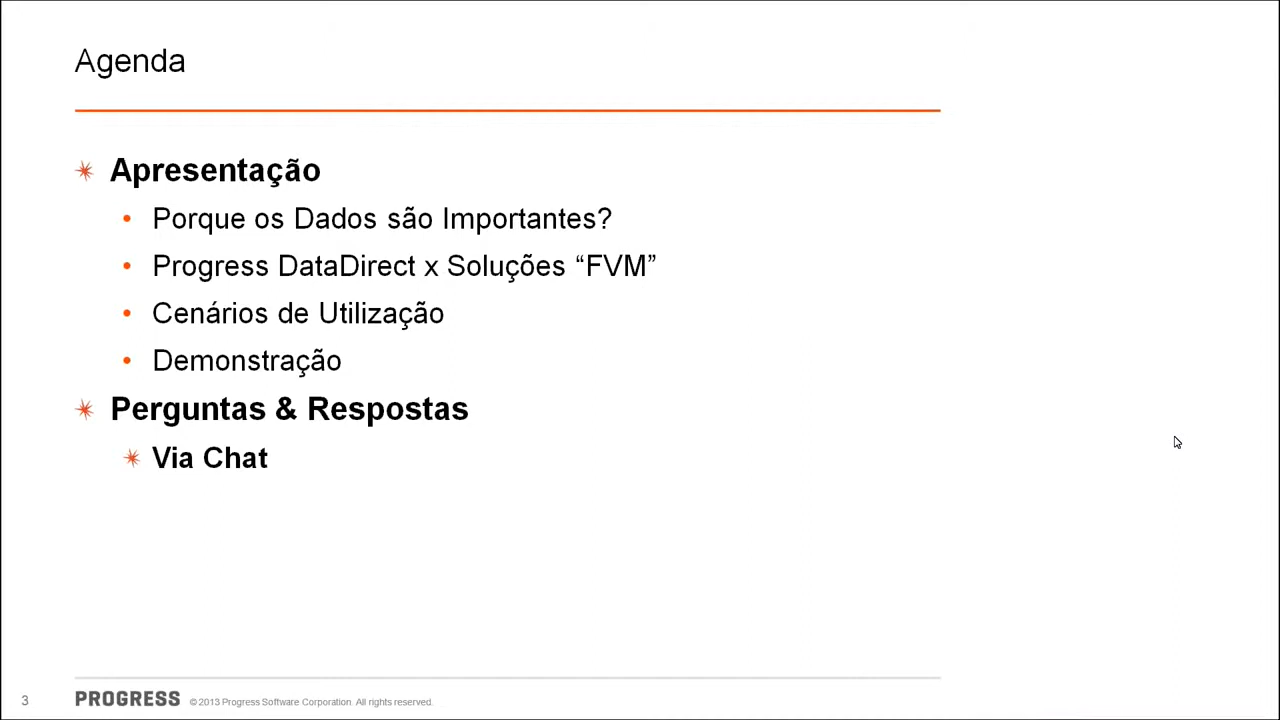 Agenda
Apresentação
Porque os Dados são Importantes?
Progress DataDirect x Soluções “FVM”
Cenários de Utilização
Demonstração
Perguntas & Respostas
Via Chat
3
PROGRESS © 2013 Progress Software Corporation. All rights reserved.